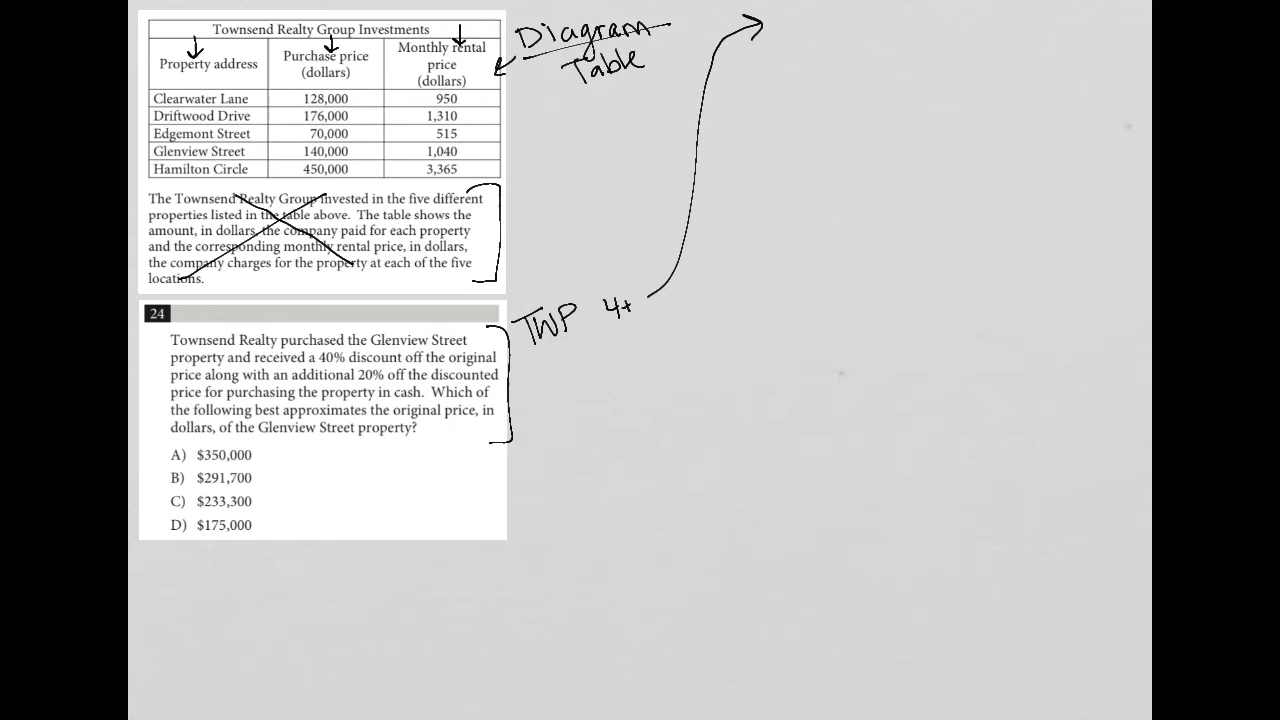 Townsend Realty Group Investments
Property address Purchase price (dollars) Monthly rental price (dollars)
Clearwater Lane 128,000 950
Driftwood Drive 176,000 1,310
Edgemont Street 70,000 515
Glenview Street 140,000 1,040
Hamilton Circle 450,000 3,365
Diagram
Table
The Townsend Realty Group invested in the five different
properties listed in the table above. The table shows the
amount, in dollars, the company paid for each property
and the corresponding monthly rental price, in dollars,
the company charges for the property at each of the five
locations.
24
TWP 4+
Townsend Realty purchased the Glenview Street
property and received a 40% discount off the original
price along with an additional 20% off the discounted
price for purchasing the property in cash. Which of
the following best approximates the original price, in
dollars, of the Glenview Street property?
A) $350,000
B) $291,700
C) $233,300
D) $175,000